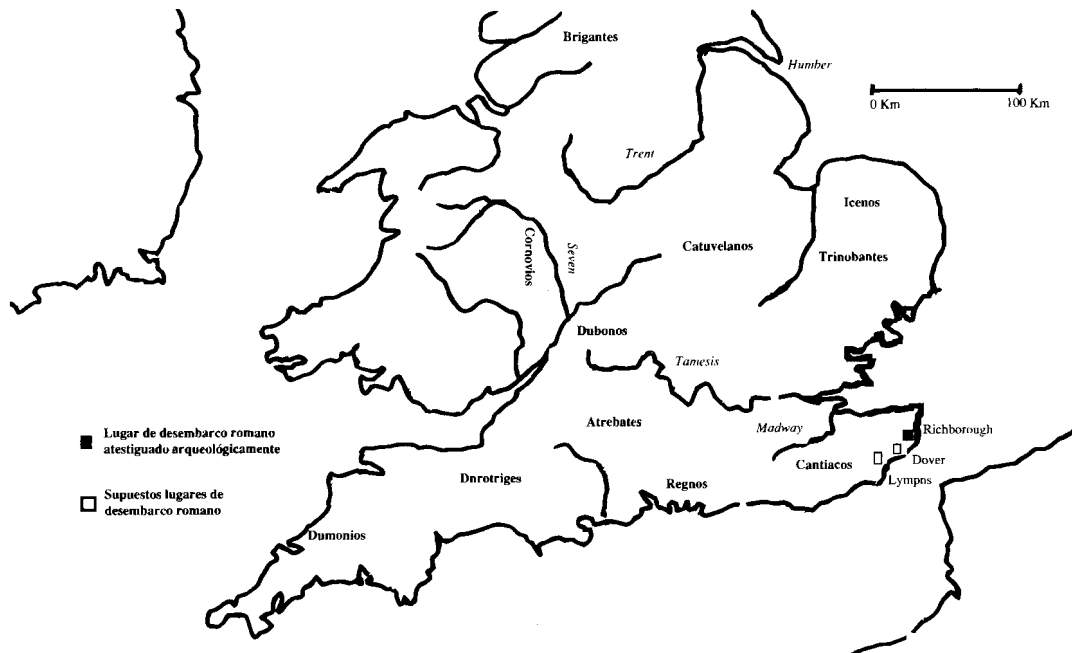 Brigantes
Humber
0 Km 100 Km
Trent
Icenos
Catuvelanos
Trinobantes
Cornovios
Seven
Dubonos
Tamesis
Atrebates
Madway
Richborough
Cantiacos
Dover
Lympns
Regnos
Dnrotriges
Dumonios
Lugar de desembarco romano
atestiguado arqueológicamente
Supuestos lugares de
desembarco romano